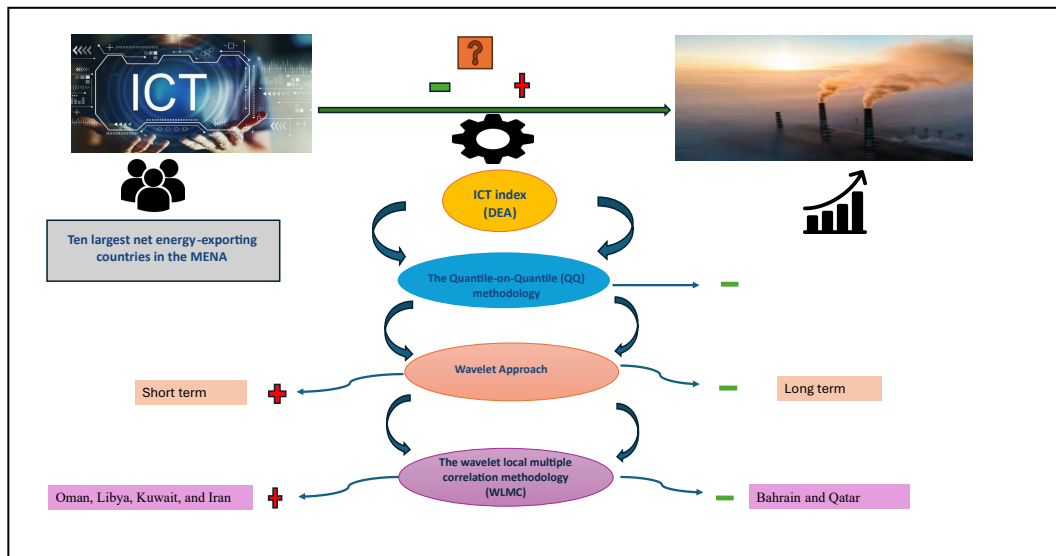 ICT
?
ICT index
(DEA)
Ten largest net energy-exporting
countries in the MENA
The Quantile-on-Quantile (QQ)
methodology
Wavelet Approach
Short term
Long term
The wavelet local multiple
correlation methodology
(WLMC)
Oman, Libya, Kuwait, and Iran
Bahrain and Qatar